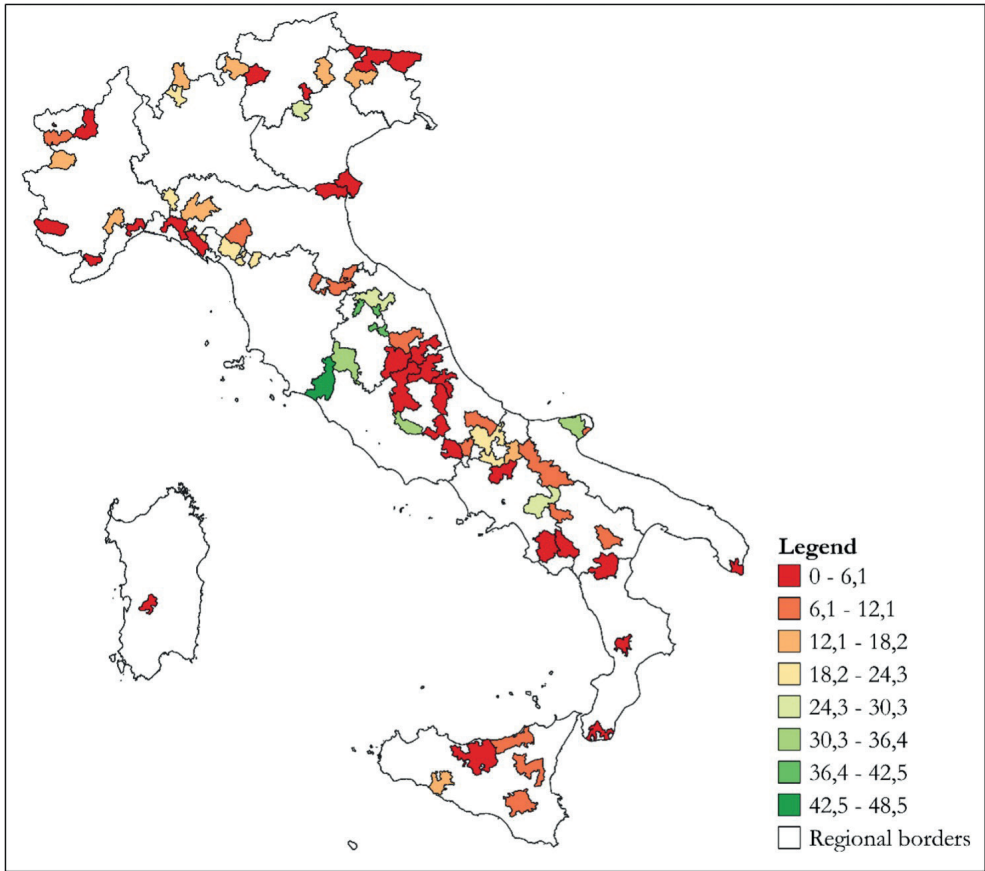 Legend
0 - 6,1
6,1 - 12,1
12,1 - 18,2
18,2 - 24,3
24,3 - 30,3
30,3 - 36,4
36,4 - 42,5
42,5 - 48,5
Regional borders